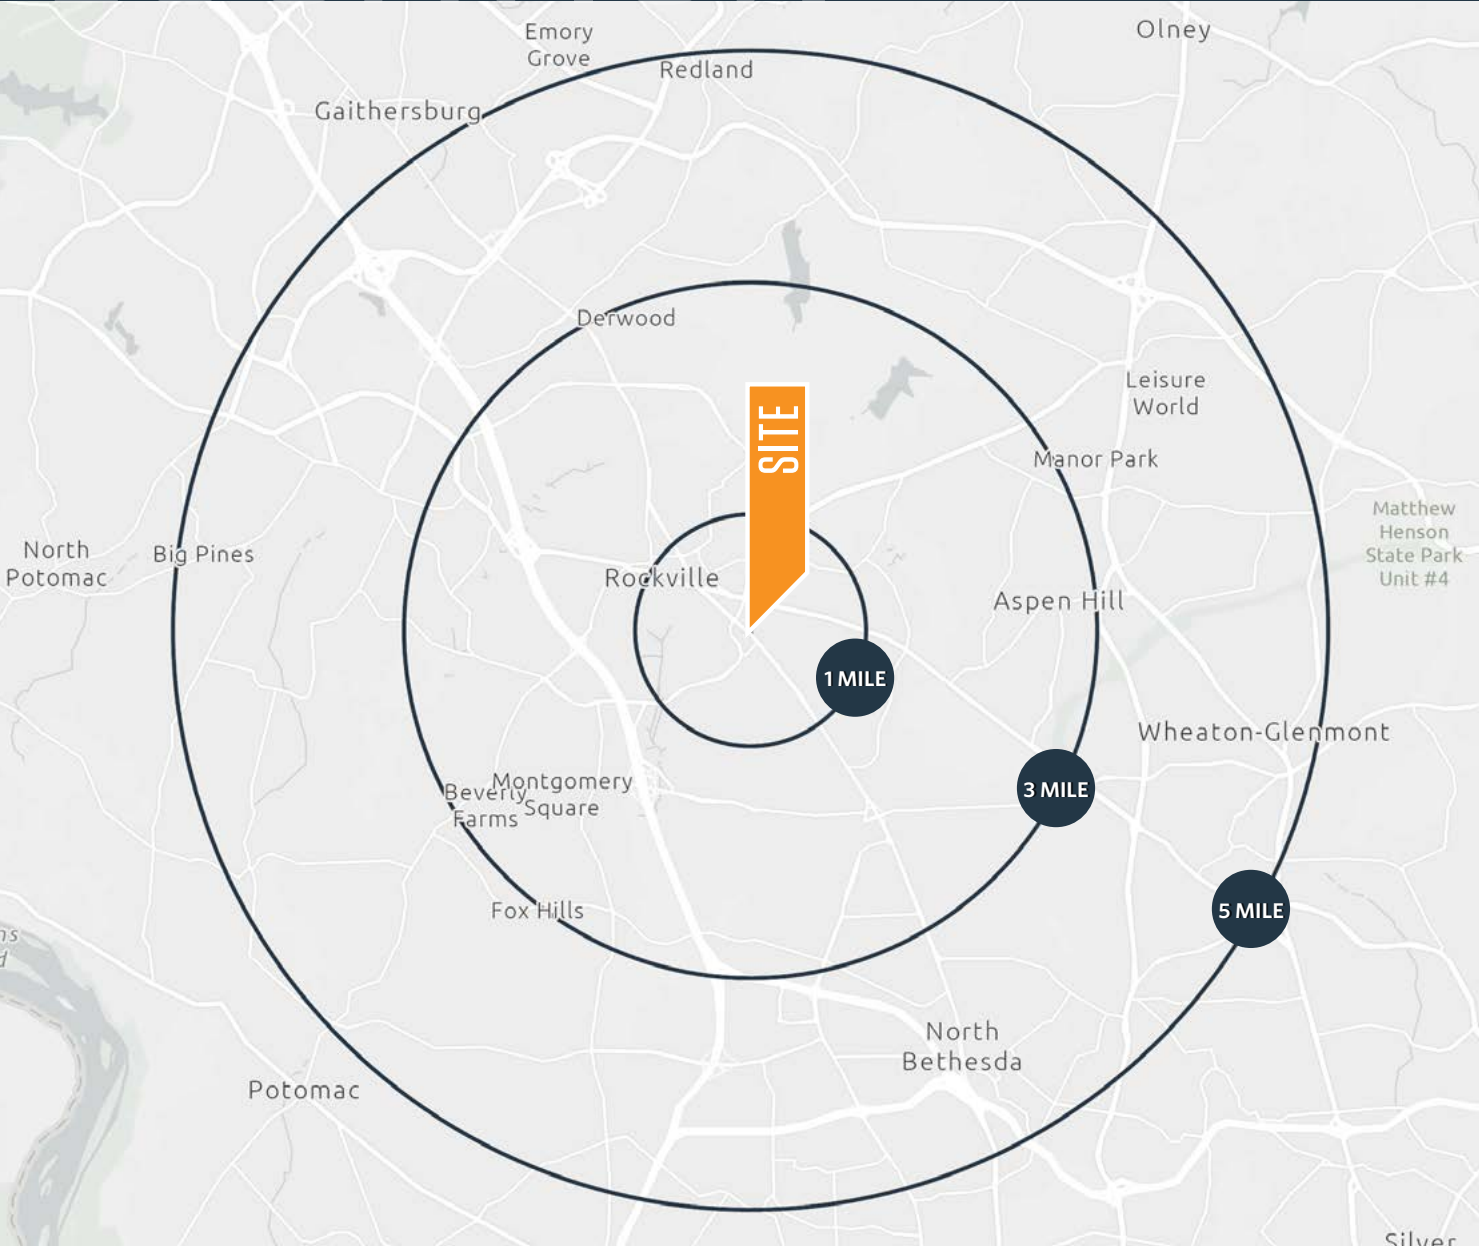 Emory
Grove
Olney
Redland
Gaithersburg
Derwood
Leisure
World
SITE
Manor Park
Matthew
Henson
State Park
Unit #4
North
Potomac
Big Pines
Rockville
Aspen Hill
1 MILE
Wheaton-Glenmont
Montgomery
Square
Beverly
Farms
3 MILE
Fox Hills
5 MILE
North
Bethesda
Potomac
Silver